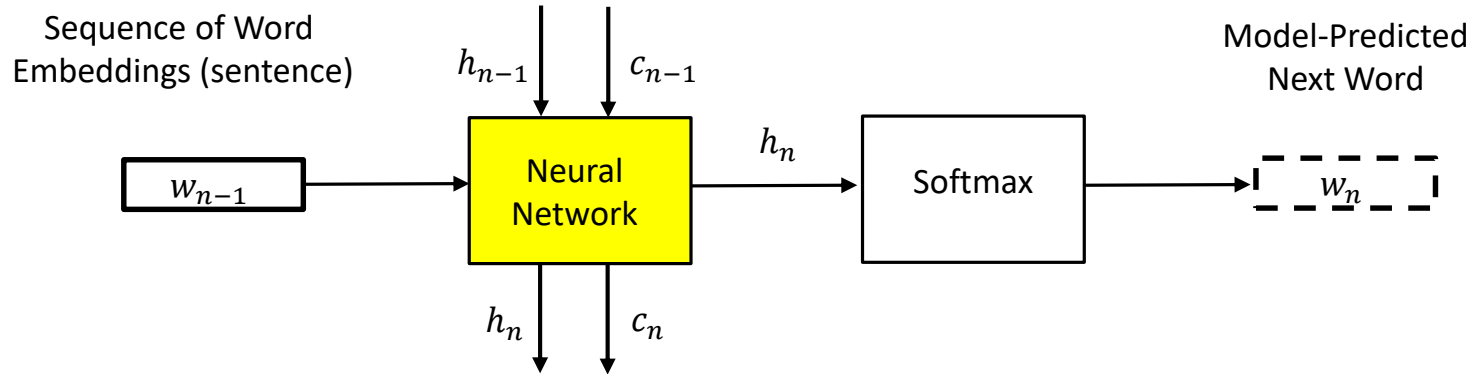 Sequence of Word
Embeddings (sentence)
h_{n−1}
c_{n−1}
Model-Predicted
Next Word
w_{n−1}
Neural
Network
h_n
Softmax
w_n
h_n
c_n